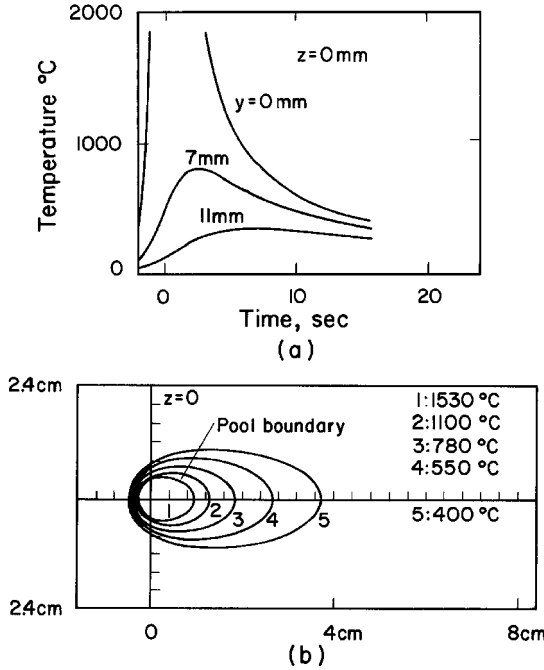 2000
z=0mm
y=0mm
Temperature °C
1000
7mm
11mm
0
0
10
20
Time, sec
(a)
2.4cm
z=0
1:1530 °C
Pool boundary
2:1100 °C
3:780 °C
4:550 °C
2
3
4
5
5:400 °C
2.4cm
0
4cm
8cm
(b)